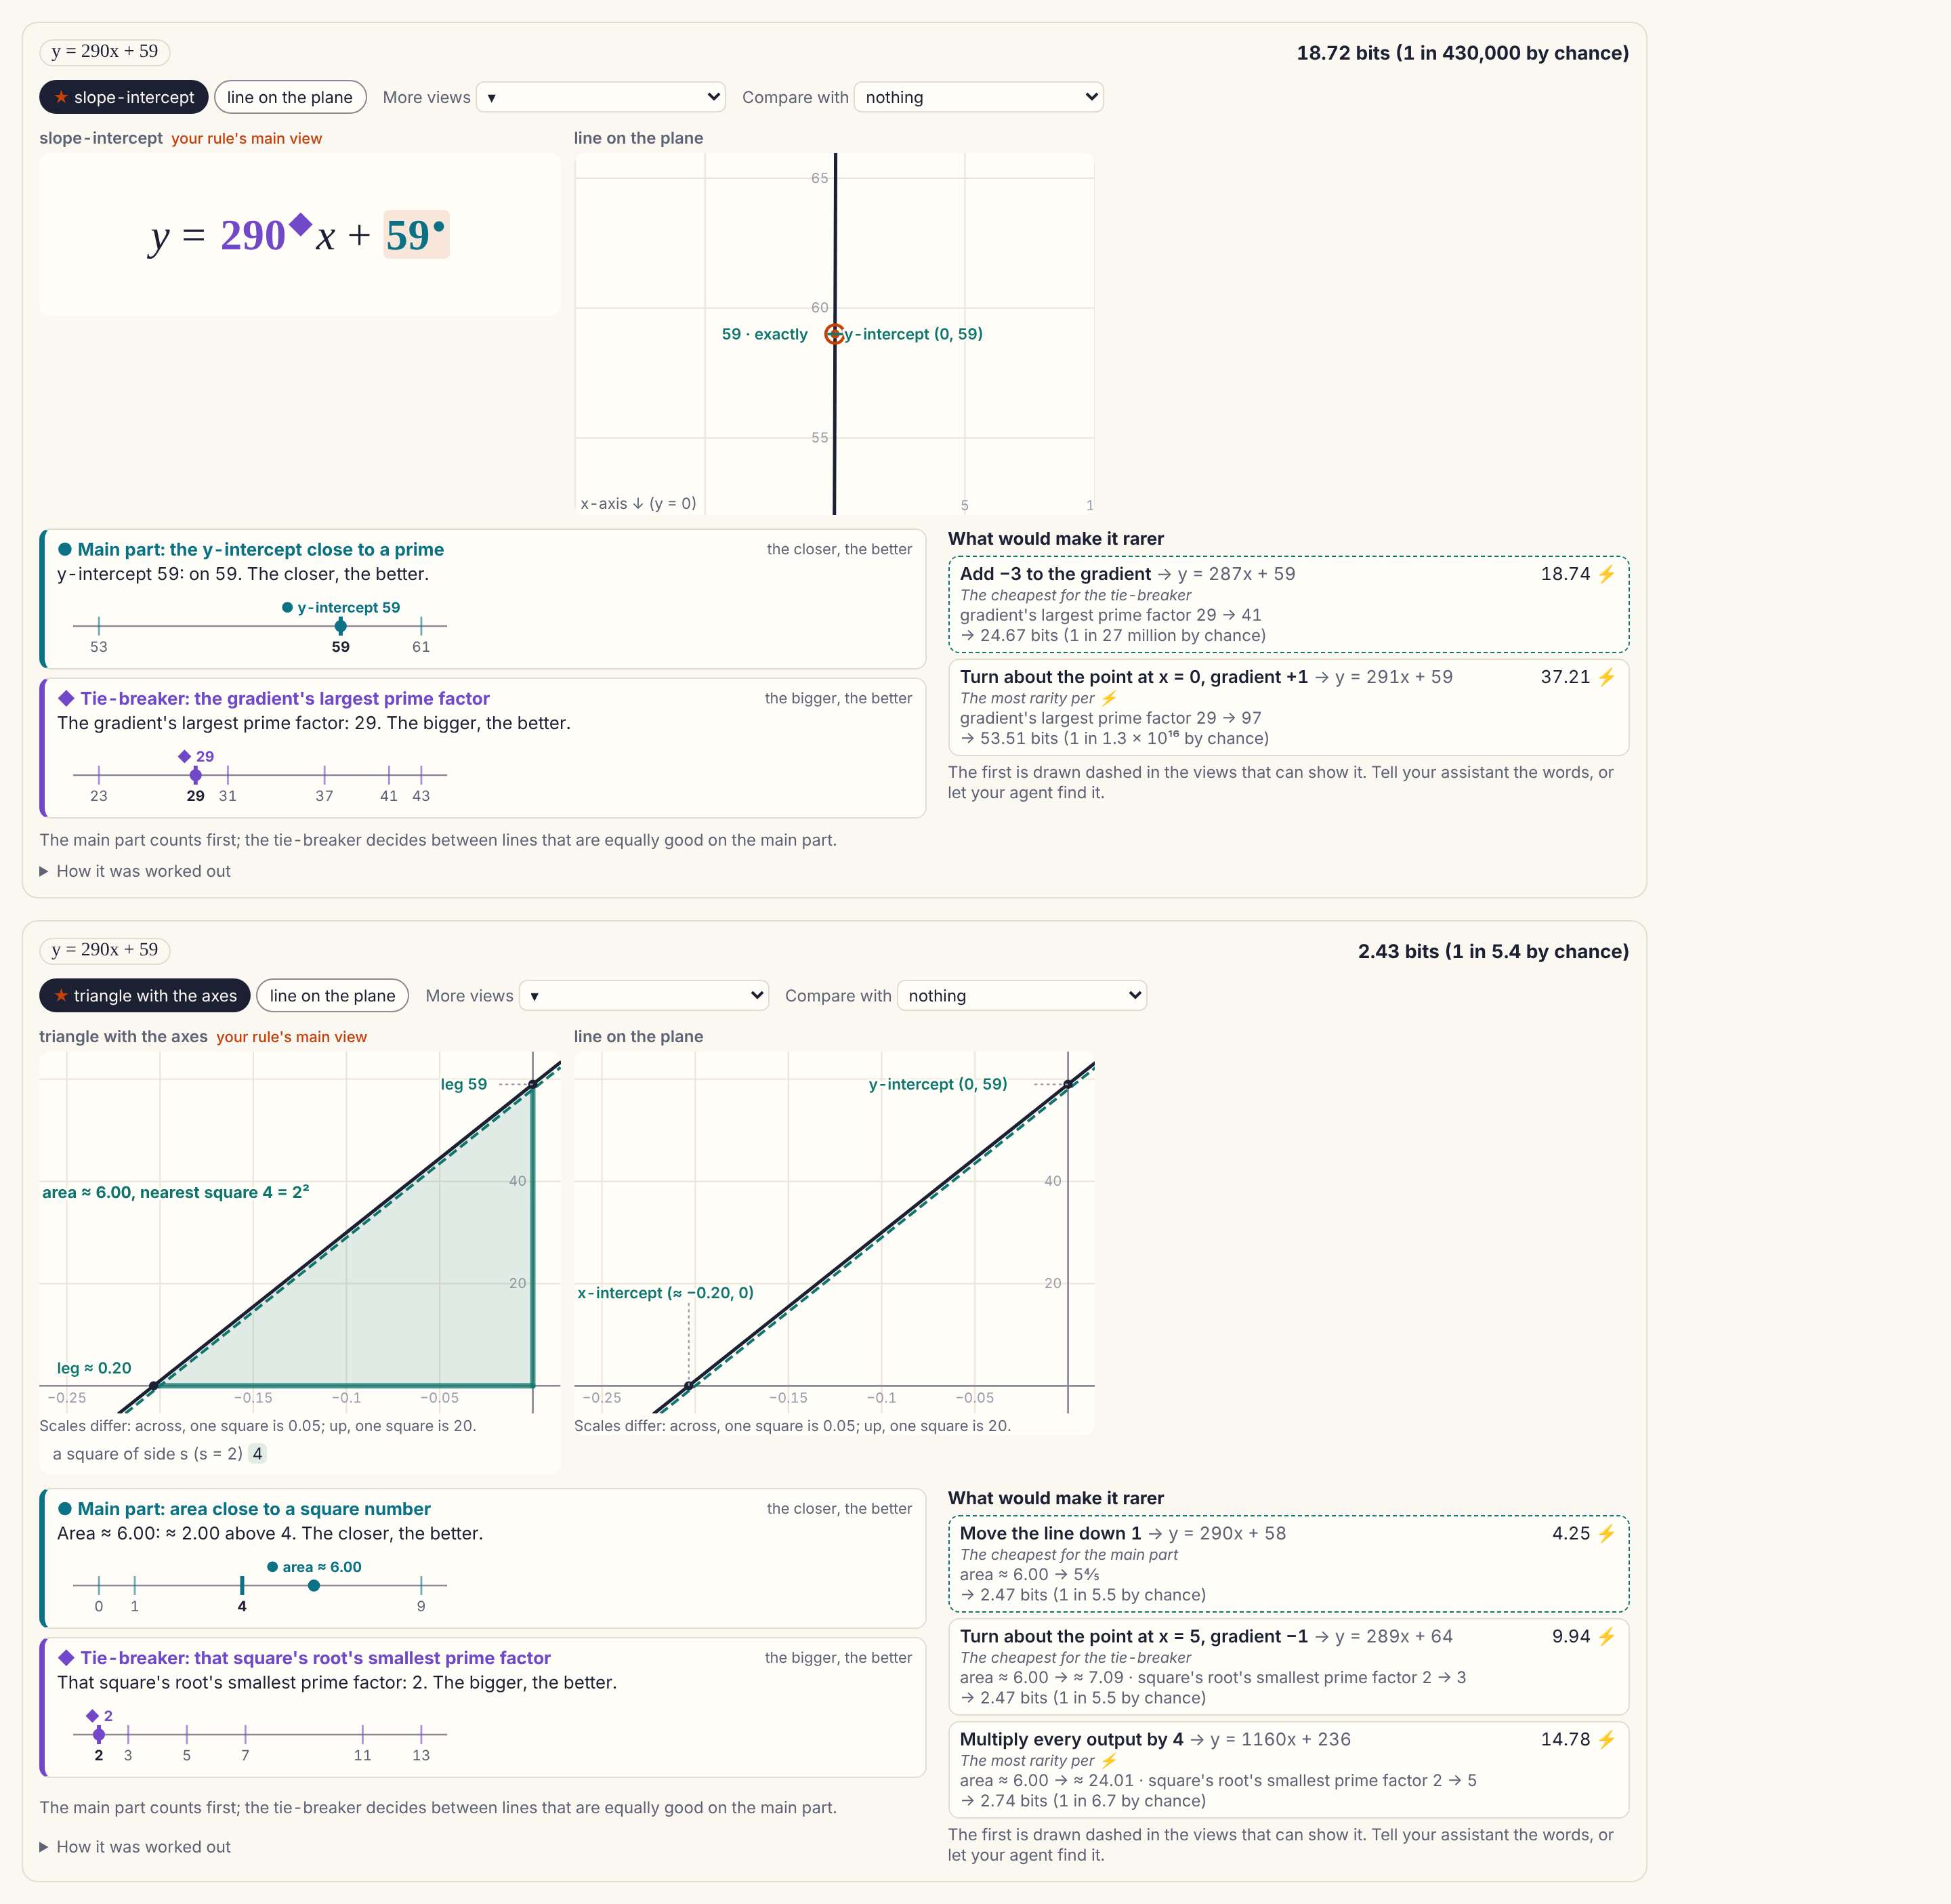 y = 290x + 59
18.72 bits (1 in 430,000 by chance)
★ slope-intercept
line on the plane
More views ▾
Compare with nothing
slope-intercept your rule's main view
line on the plane
y = 290◆x + 59●
65
60
59 · exactly
y-intercept (0, 59)
55
x-axis ↓ (y = 0)
5
1
● Main part: the y-intercept close to a prime
the closer, the better
y-intercept 59: on 59. The closer, the better.
● y-intercept 59
53 59 61
◆ Tie-breaker: the gradient's largest prime factor
the bigger, the better
The gradient's largest prime factor: 29. The bigger, the better.
◆ 29
23 29 31 37 41 43
The main part counts first; the tie-breaker decides between lines that are equally good on the main part.
▶ How it was worked out
What would make it rarer
Add −3 to the gradient → y = 287x + 59
18.74 ⚡
The cheapest for the tie-breaker
gradient's largest prime factor 29 → 41
→ 24.67 bits (1 in 27 million by chance)
Turn about the point at x = 0, gradient +1 → y = 291x + 59
37.21 ⚡
The most rarity per ⚡
gradient's largest prime factor 29 → 97
→ 53.51 bits (1 in 1.3 × 10¹⁶ by chance)
The first is drawn dashed in the views that can show it. Tell your assistant the words, or
let your agent find it.
y = 290x + 59
2.43 bits (1 in 5.4 by chance)
★ triangle with the axes
line on the plane
More views ▾
Compare with nothing
triangle with the axes your rule's main view
line on the plane
leg 59
area ≈ 6.00, nearest square 4 = 2²
40
20
leg ≈ 0.20
−0.25 −0.15 −0.1 −0.05
Scales differ: across, one square is 0.05; up, one square is 20.
a square of side s (s = 2) 4
y-intercept (0, 59)
40
x-intercept (≈ −0.20, 0)
20
−0.25 −0.15 −0.1 −0.05
Scales differ: across, one square is 0.05; up, one square is 20.
● Main part: area close to a square number
the closer, the better
Area ≈ 6.00: ≈ 2.00 above 4. The closer, the better.
● area ≈ 6.00
0 1 4 9
◆ Tie-breaker: that square's root's smallest prime factor
the bigger, the better
That square's root's smallest prime factor: 2. The bigger, the better.
◆ 2
2 3 5 7 11 13
The main part counts first; the tie-breaker decides between lines that are equally good on the main part.
▶ How it was worked out
What would make it rarer
Move the line down 1 → y = 290x + 58
4.25 ⚡
The cheapest for the main part
area ≈ 6.00 → 5⅘
→ 2.47 bits (1 in 5.5 by chance)
Turn about the point at x = 5, gradient −1 → y = 289x + 64
9.94 ⚡
The cheapest for the tie-breaker
area ≈ 6.00 → ≈ 7.09 · square's root's smallest prime factor 2 → 3
→ 2.47 bits (1 in 5.5 by chance)
Multiply every output by 4 → y = 1160x + 236
14.78 ⚡
The most rarity per ⚡
area ≈ 6.00 → ≈ 24.01 · square's root's smallest prime factor 2 → 5
→ 2.74 bits (1 in 6.7 by chance)
The first is drawn dashed in the views that can show it. Tell your assistant the words, or
let your agent find it.